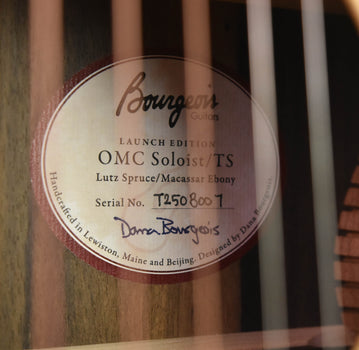 Bourgeois
Guitars
LAUNCH EDITION
OMC Soloist/TS
Lutz Spruce/Macassar Ebony
Serial No. T2508007
Dana Bourgeois
Handcrafted in Lewiston, Maine and Beijing. Designed by Dana Bourgeois.